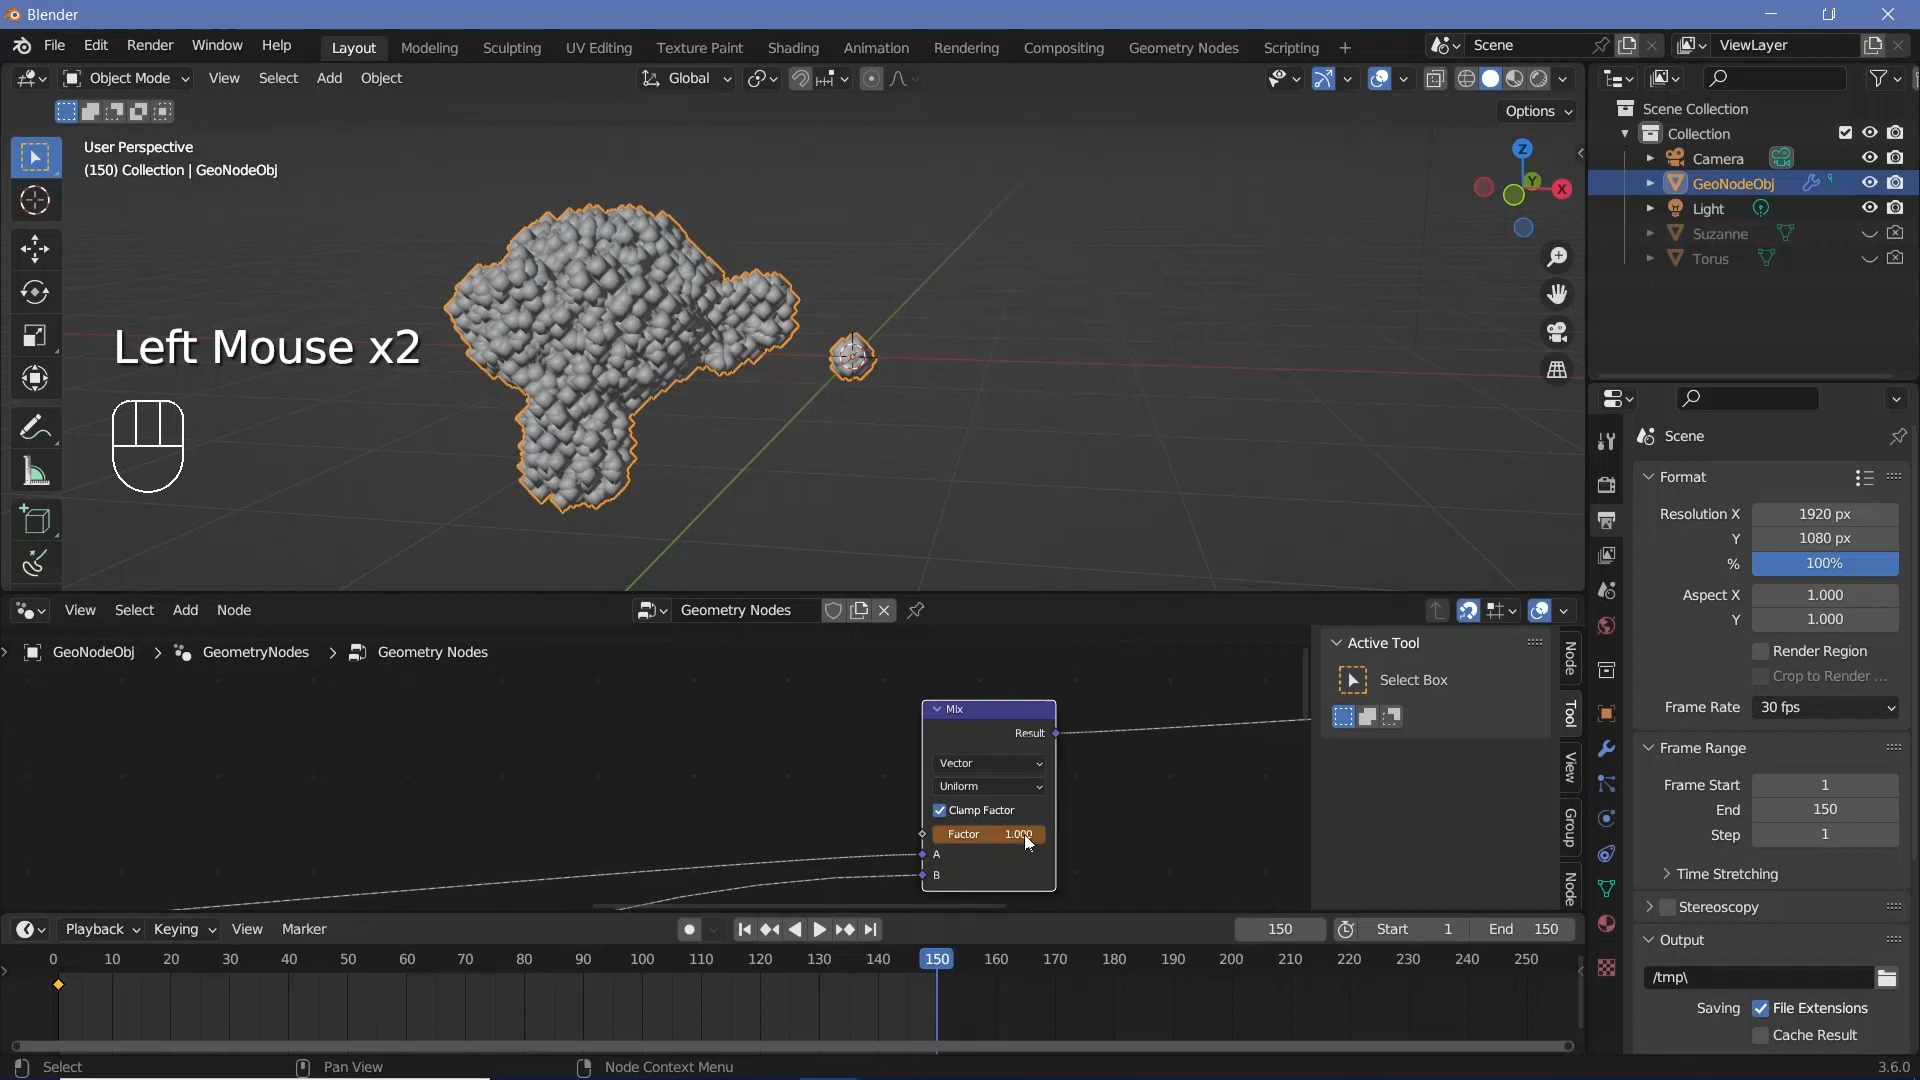 Blender
File Edit Render Window Help Layout Modeling Sculpting UV Editing Texture Paint Shading Animation Rendering Compositing Geometry Nodes Scripting + Scene ViewLayer
Object Mode View Select Add Object Global
Options
User Perspective
(150) Collection | GeoNodeObj
Z
Y
X
Left Mouse x2
Scene Collection
Collection
Camera
GeoNodeObj
Light
Suzanne
Torus
Scene
Format
Resolution X 1920 px
Y 1080 px
% 100%
Aspect X 1.000
Y 1.000
Render Region
Crop to Render ...
Frame Rate 30 fps
Frame Range
Frame Start 1
End 150
Step 1
Time Stretching
Stereoscopy
Output
/tmp\
Saving File Extensions
Cache Result
View Select Add Node Geometry Nodes
GeoNodeObj > GeometryNodes > Geometry Nodes
Mix
Result
Vector
Uniform
Clamp Factor
Factor 1.000
A
B
Active Tool
Select Box
Node
Tool
View
Group
Node
Playback Keying View Marker 150 Start 1 End 150
0 10 20 30 40 50 60 70 80 90 100 110 120 130 140 150 160 170 180 190 200 210 220 230 240 250
Select Pan View Node Context Menu 3.6.0